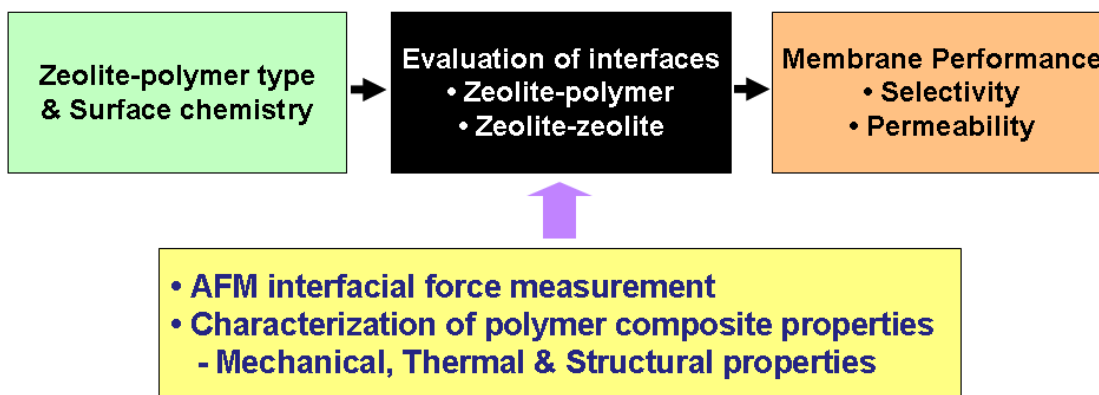 Zeolite-polymer type
& Surface chemistry
Evaluation of interfaces
• Zeolite-polymer
• Zeolite-zeolite
Membrane Performance
• Selectivity
• Permeability
• AFM interfacial force measurement
• Characterization of polymer composite properties
- Mechanical, Thermal & Structural properties